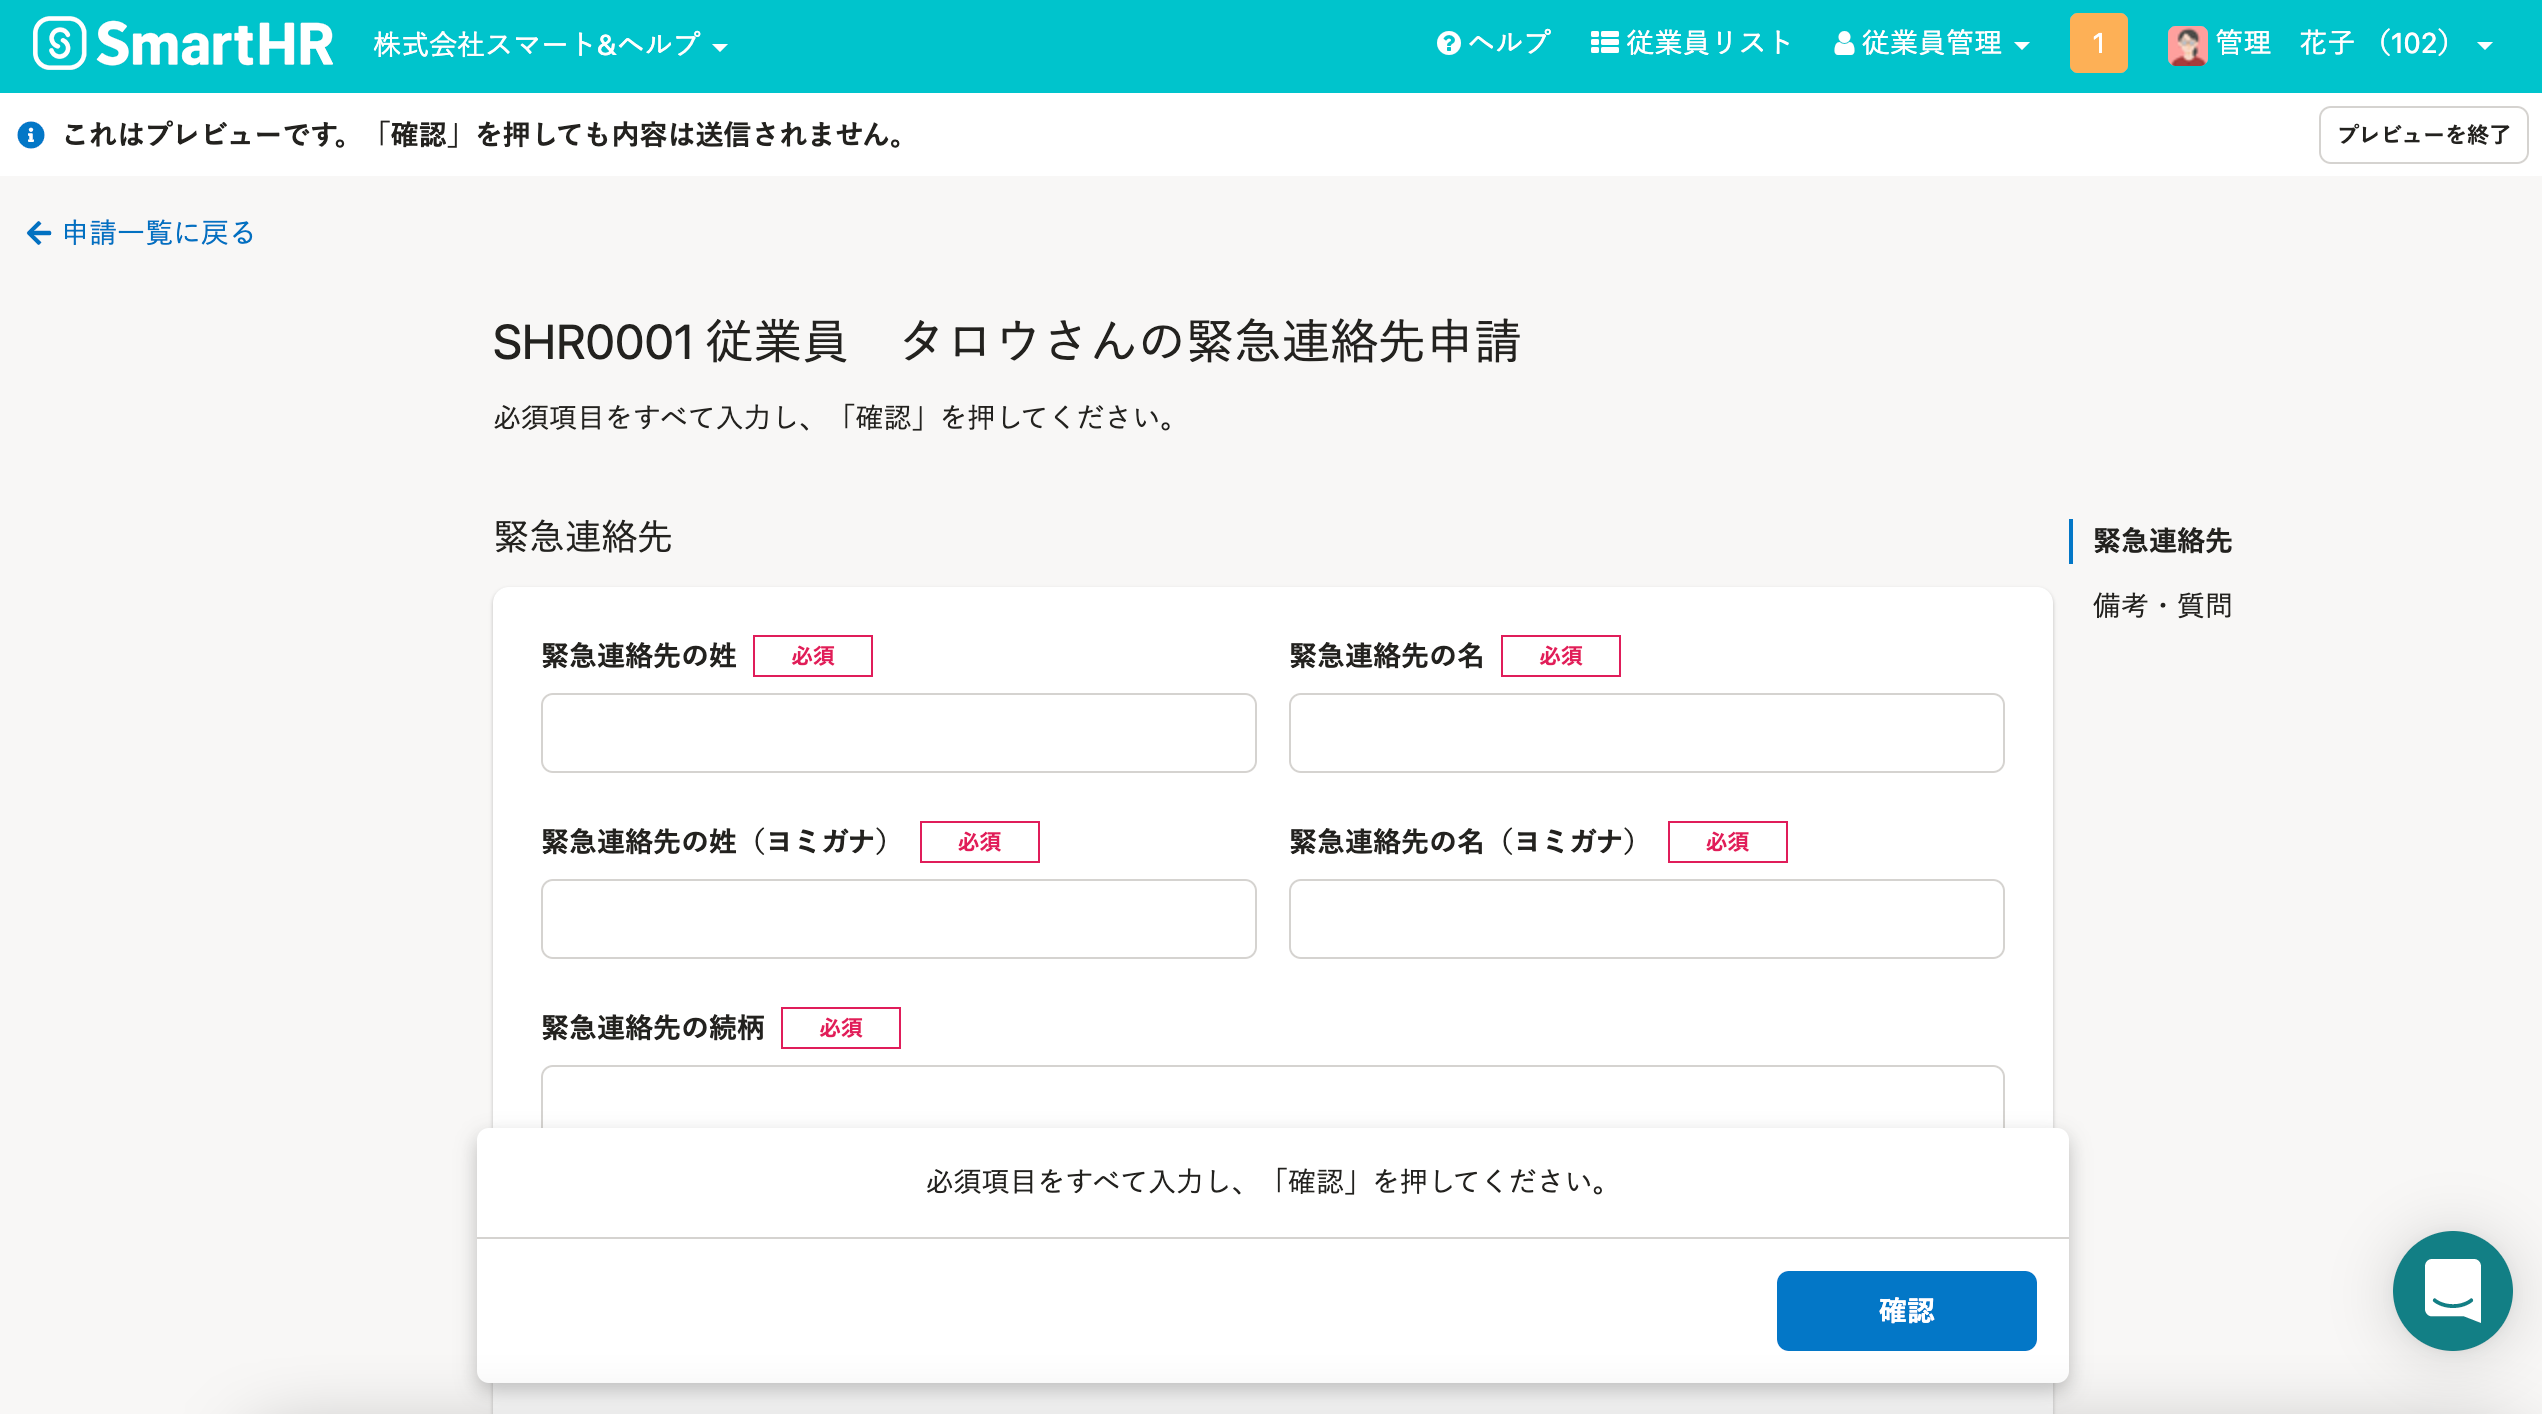 SmartHR 株式会社スマート&ヘルプ ヘルプ 従業員リスト 従業員管理 1 管理　花子（102）
これはプレビューです。「確認」を押しても内容は送信されません。 プレビューを終了
申請一覧に戻る
SHR0001 従業員　タロウさんの緊急連絡先申請
必須項目をすべて入力し、「確認」を押してください。
緊急連絡先
緊急連絡先
備考・質問
緊急連絡先の姓 必須 緊急連絡先の名 必須
緊急連絡先の姓（ヨミガナ） 必須 緊急連絡先の名（ヨミガナ） 必須
緊急連絡先の続柄 必須
必須項目をすべて入力し、「確認」を押してください。
確認